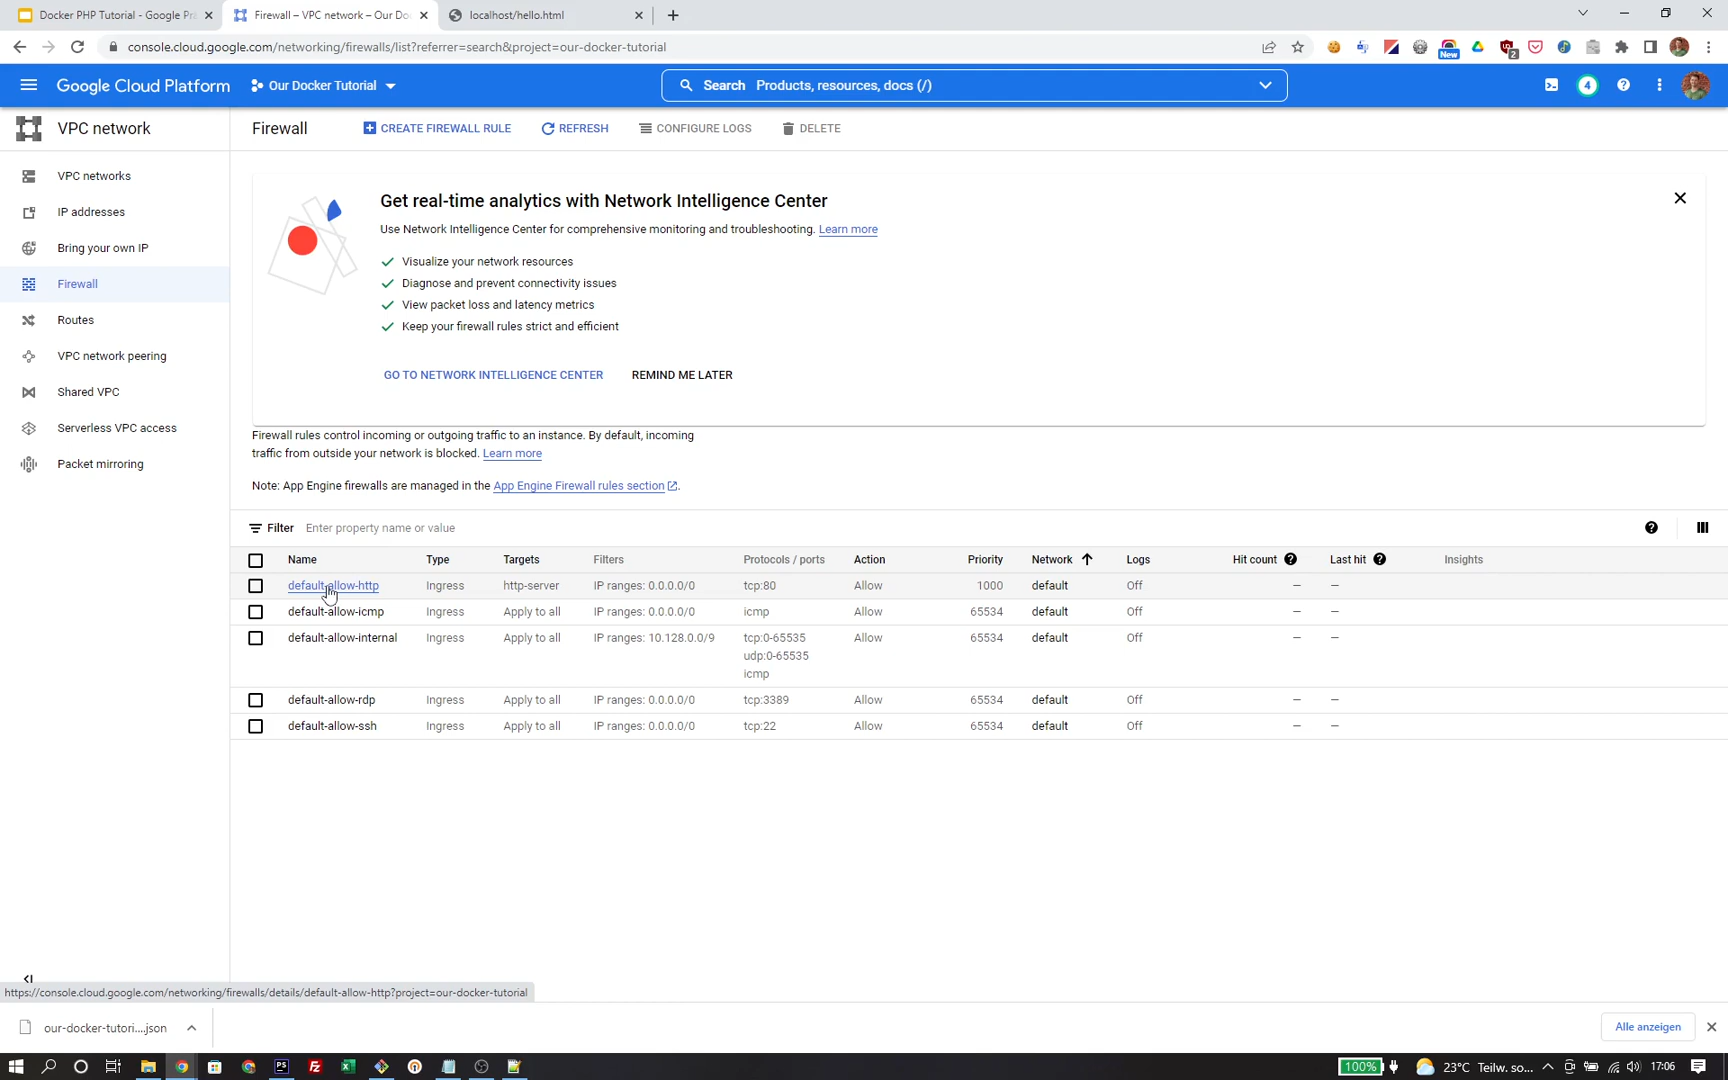 Docker PHP Tutorial - Google Prä
Firewall – VPC network – Our Do
localhost/hello.html
console.cloud.google.com/networking/firewalls/list?referrer=search&project=our-docker-tutorial
New
2
Google Cloud Platform
Our Docker Tutorial
Search Products, resources, docs (/)
4
VPC network
Firewall
CREATE FIREWALL RULE
REFRESH
CONFIGURE LOGS
DELETE
VPC networks
IP addresses
Bring your own IP
Firewall
Routes
VPC network peering
Shared VPC
Serverless VPC access
Packet mirroring
Get real-time analytics with Network Intelligence Center
Use Network Intelligence Center for comprehensive monitoring and troubleshooting. Learn more
Visualize your network resources
Diagnose and prevent connectivity issues
View packet loss and latency metrics
Keep your firewall rules strict and efficient
GO TO NETWORK INTELLIGENCE CENTER
REMIND ME LATER
Firewall rules control incoming or outgoing traffic to an instance. By default, incoming
traffic from outside your network is blocked. Learn more
Note: App Engine firewalls are managed in the App Engine Firewall rules section.
Filter Enter property name or value
Name Type Targets Filters Protocols / ports Action Priority Network Logs Hit count Last hit Insights
default-allow-http Ingress http-server IP ranges: 0.0.0.0/0 tcp:80 Allow 1000 default Off — —
default-allow-icmp Ingress Apply to all IP ranges: 0.0.0.0/0 icmp Allow 65534 default Off — —
default-allow-internal Ingress Apply to all IP ranges: 10.128.0.0/9 tcp:0-65535 Allow 65534 default Off — —
udp:0-65535
icmp
default-allow-rdp Ingress Apply to all IP ranges: 0.0.0.0/0 tcp:3389 Allow 65534 default Off — —
default-allow-ssh Ingress Apply to all IP ranges: 0.0.0.0/0 tcp:22 Allow 65534 default Off — —
https://console.cloud.google.com/networking/firewalls/details/default-allow-http?project=our-docker-tutorial
our-docker-tutori....json
Alle anzeigen
PS
100%
23°C Teilw. so...
17:06